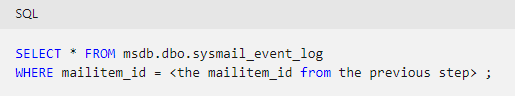 SQL
SELECT * FROM msdb.dbo.sysmail_event_log
WHERE mailitem_id = <the mailitem_id from the previous step> ;